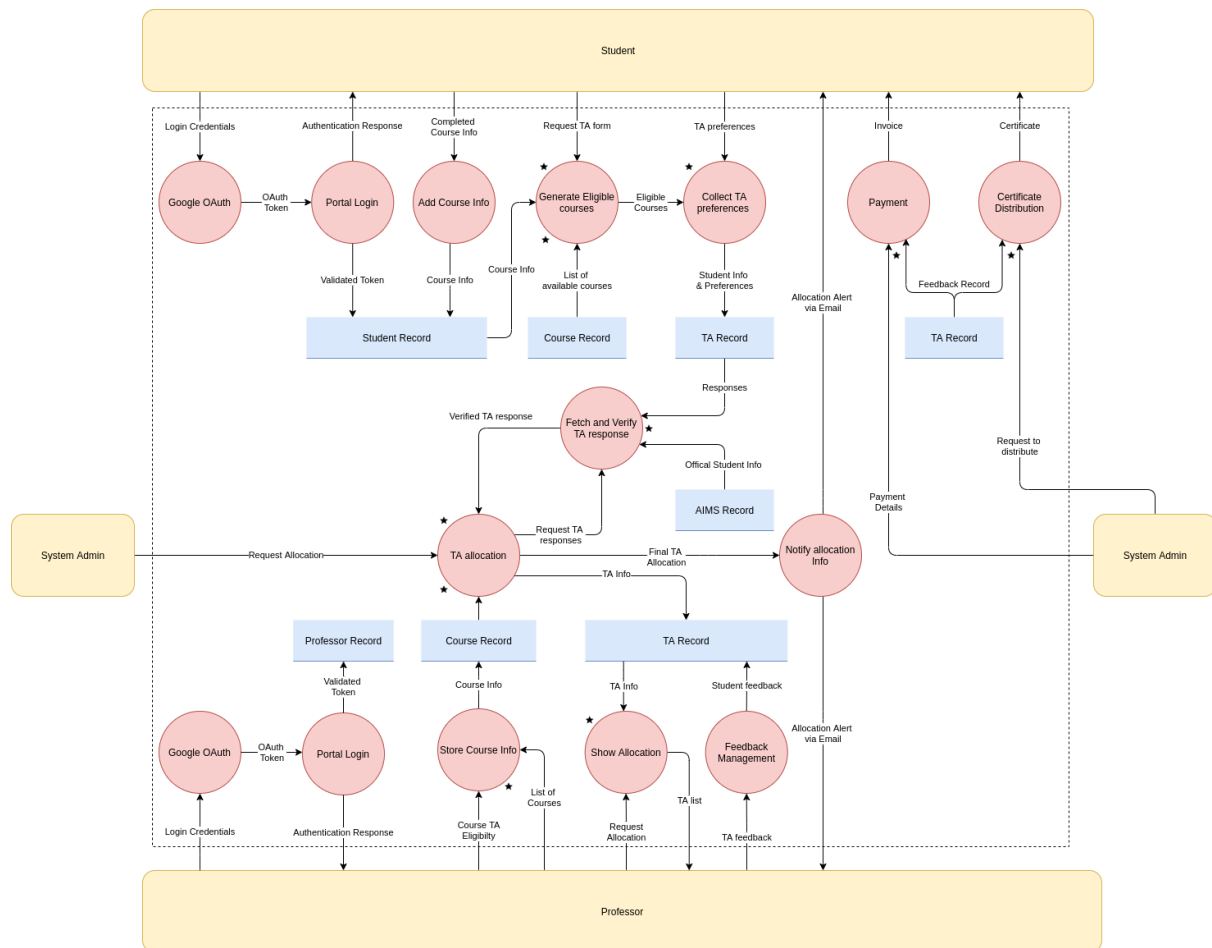 Student
Login Credentials
Authentication Response
Completed
Course Info
Request TA form
TA preferences
Invoice
Certificate
Google OAuth
OAuth
Token
Portal Login
Add Course Info
Generate Eligible
courses
Eligible
Courses
Collect TA
preferences
Payment
Certificate
Distribution
Validated Token
Course Info
Course Info
List of
available courses
Student Info
& Preferences
Allocation Alert
via Email
Feedback Record
Student Record
Course Record
TA Record
TA Record
Responses
Verified TA response
Fetch and Verify
TA response
Offical Student Info
Request to
distribute
AIMS Record
Payment
Details
System Admin
Request Allocation
TA allocation
Request TA
responses
Final TA
Allocation
TA Info
Notify allocation
Info
System Admin
Professor Record
Course Record
TA Record
Validated
Token
Course Info
TA Info
Student feedback
Google OAuth
OAuth
Token
Portal Login
Store Course Info
Show Allocation
Feedback
Management
Allocation Alert
via Email
List of
Courses
TA list
Login Credentials
Authentication Response
Course TA
Eligibilty
Request
Allocation
TA feedback
Professor